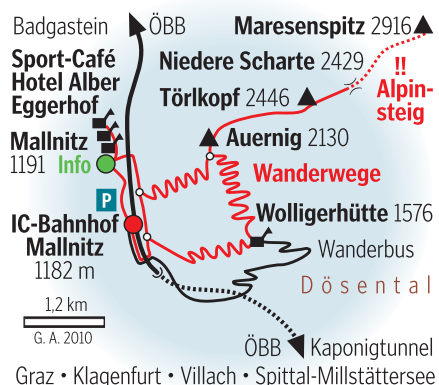 Badgastein ÖBB Maresenspitz 2916
Sport-Café
Hotel Alber
Eggerhof
Niedere Scharte 2429
!!
Alpin-
steig
Törlkopf 2446
Mallnitz
1191 Info
Auernig 2130
Wanderwege
P
Wolligerhütte 1576
IC-Bahnhof
Mallnitz
1182 m
Wanderbus
Dösental
1,2 km
G. A. 2010
ÖBB Kaponigtunnel
Graz • Klagenfurt • Villach • Spittal-Millstättersee